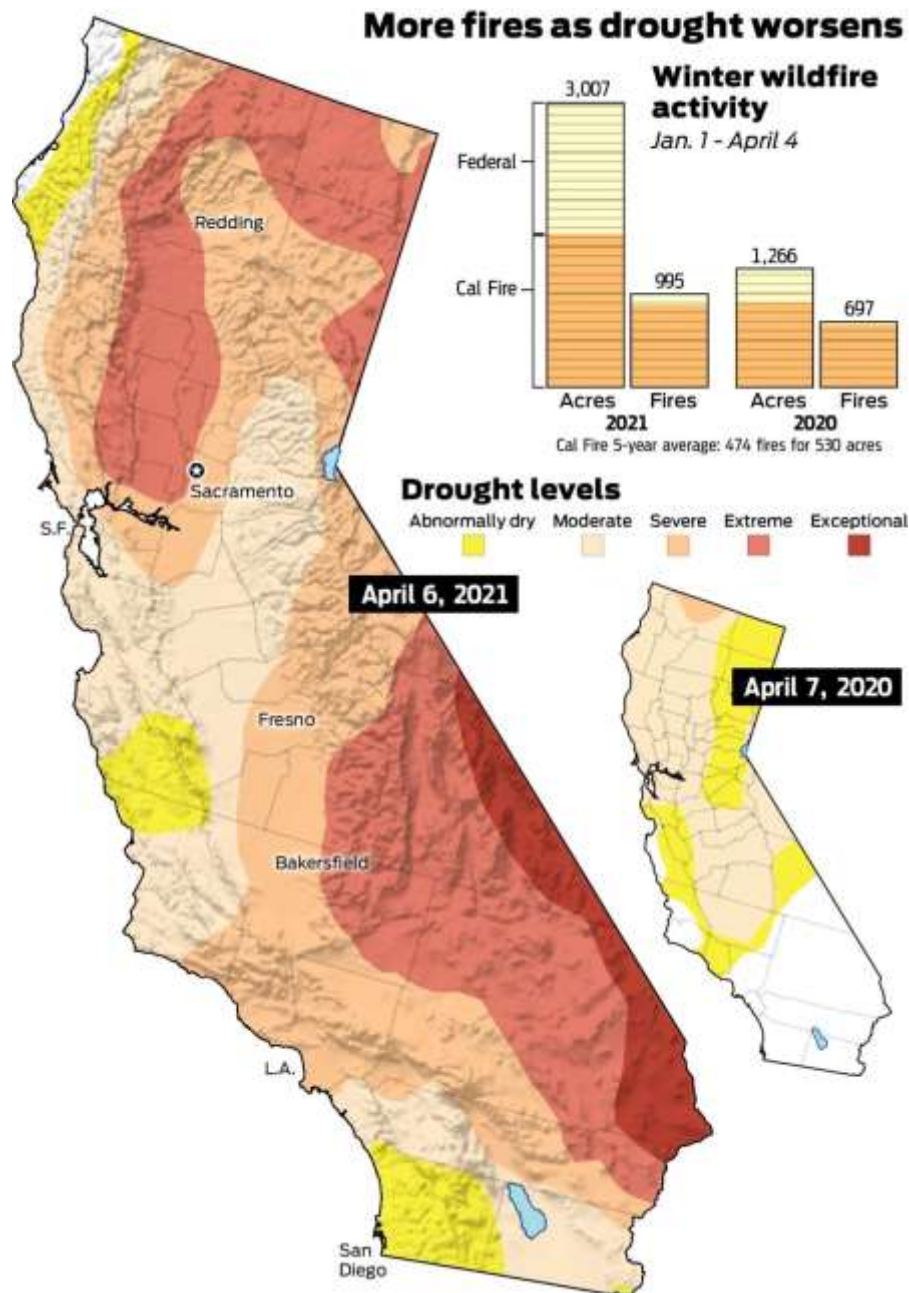 More fires as drought worsens
Winter wildfire
activity
Jan. 1 - April 4
3,007
Federal
Cal Fire
995
1,266
697
Acres
Fires
Acres
Fires
2021
2020
Cal Fire 5-year average: 474 fires for 530 acres
Drought levels
Abnormally dry
Moderate
Severe
Extreme
Exceptional
April 6, 2021
April 7, 2020
Redding
Sacramento
S.F.
Fresno
Bakersfield
L.A.
San
Diego